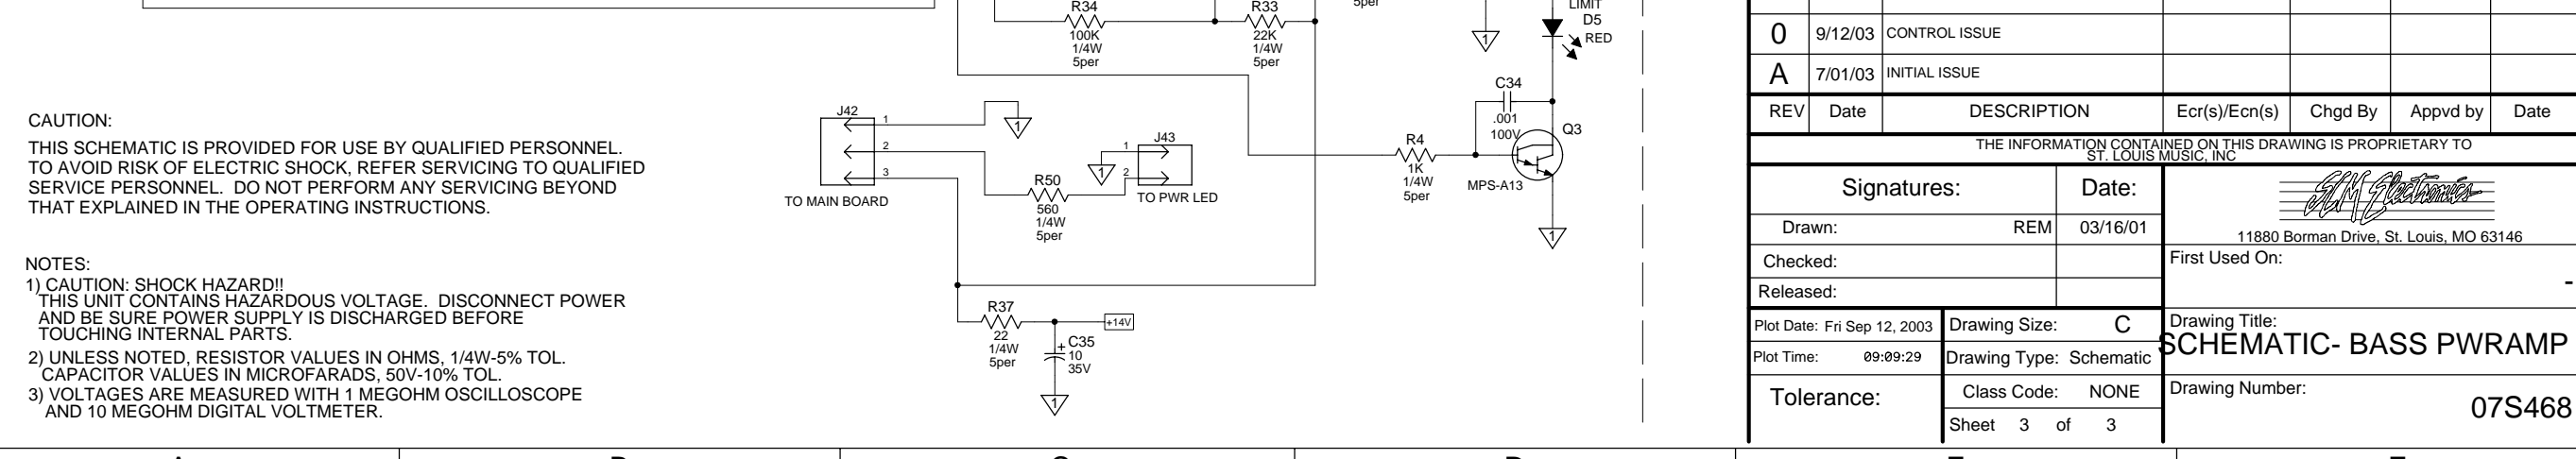 R34
100K
1/4W
5per
R33
22K
1/4W
5per
5per
LIMIT
D5
RED
1
CAUTION:
THIS SCHEMATIC IS PROVIDED FOR USE BY QUALIFIED PERSONNEL.
TO AVOID RISK OF ELECTRIC SHOCK, REFER SERVICING TO QUALIFIED
SERVICE PERSONNEL. DO NOT PERFORM ANY SERVICING BEYOND
THAT EXPLAINED IN THE OPERATING INSTRUCTIONS.
NOTES:
1) CAUTION: SHOCK HAZARD!!
THIS UNIT CONTAINS HAZARDOUS VOLTAGE. DISCONNECT POWER
AND BE SURE POWER SUPPLY IS DISCHARGED BEFORE
TOUCHING INTERNAL PARTS.
2) UNLESS NOTED, RESISTOR VALUES IN OHMS, 1/4W-5% TOL.
CAPACITOR VALUES IN MICROFARADS, 50V-10% TOL.
3) VOLTAGES ARE MEASURED WITH 1 MEGOHM OSCILLOSCOPE
AND 10 MEGOHM DIGITAL VOLTMETER.
J42
1
2
3
TO MAIN BOARD
1
R50
560
1/4W
5per
1
J43
1
2
TO PWR LED
R37
22
1/4W
5per
+14V
+
C35
10
35V
1
R4
1K
1/4W
5per
C34
.001
100V
Q3
MPS-A13
1
0 9/12/03 CONTROL ISSUE
A 7/01/03 INITIAL ISSUE
REV Date DESCRIPTION Ecr(s)/Ecn(s) Chgd By Appvd by Date
THE INFORMATION CONTAINED ON THIS DRAWING IS PROPRIETARY TO
ST. LOUIS MUSIC, INC
Signatures: Date:
Drawn: REM 03/16/01
Checked:
Released:
SLM Electronics
11880 Borman Drive, St. Louis, MO 63146
First Used On:
-
Plot Date: Fri Sep 12, 2003
Plot Time: 09:09:29
Tolerance:
Drawing Size: C
Drawing Type: Schematic
Class Code: NONE
Sheet 3 of 3
Drawing Title:
SCHEMATIC- BASS PWRAMP
Drawing Number:
07S468